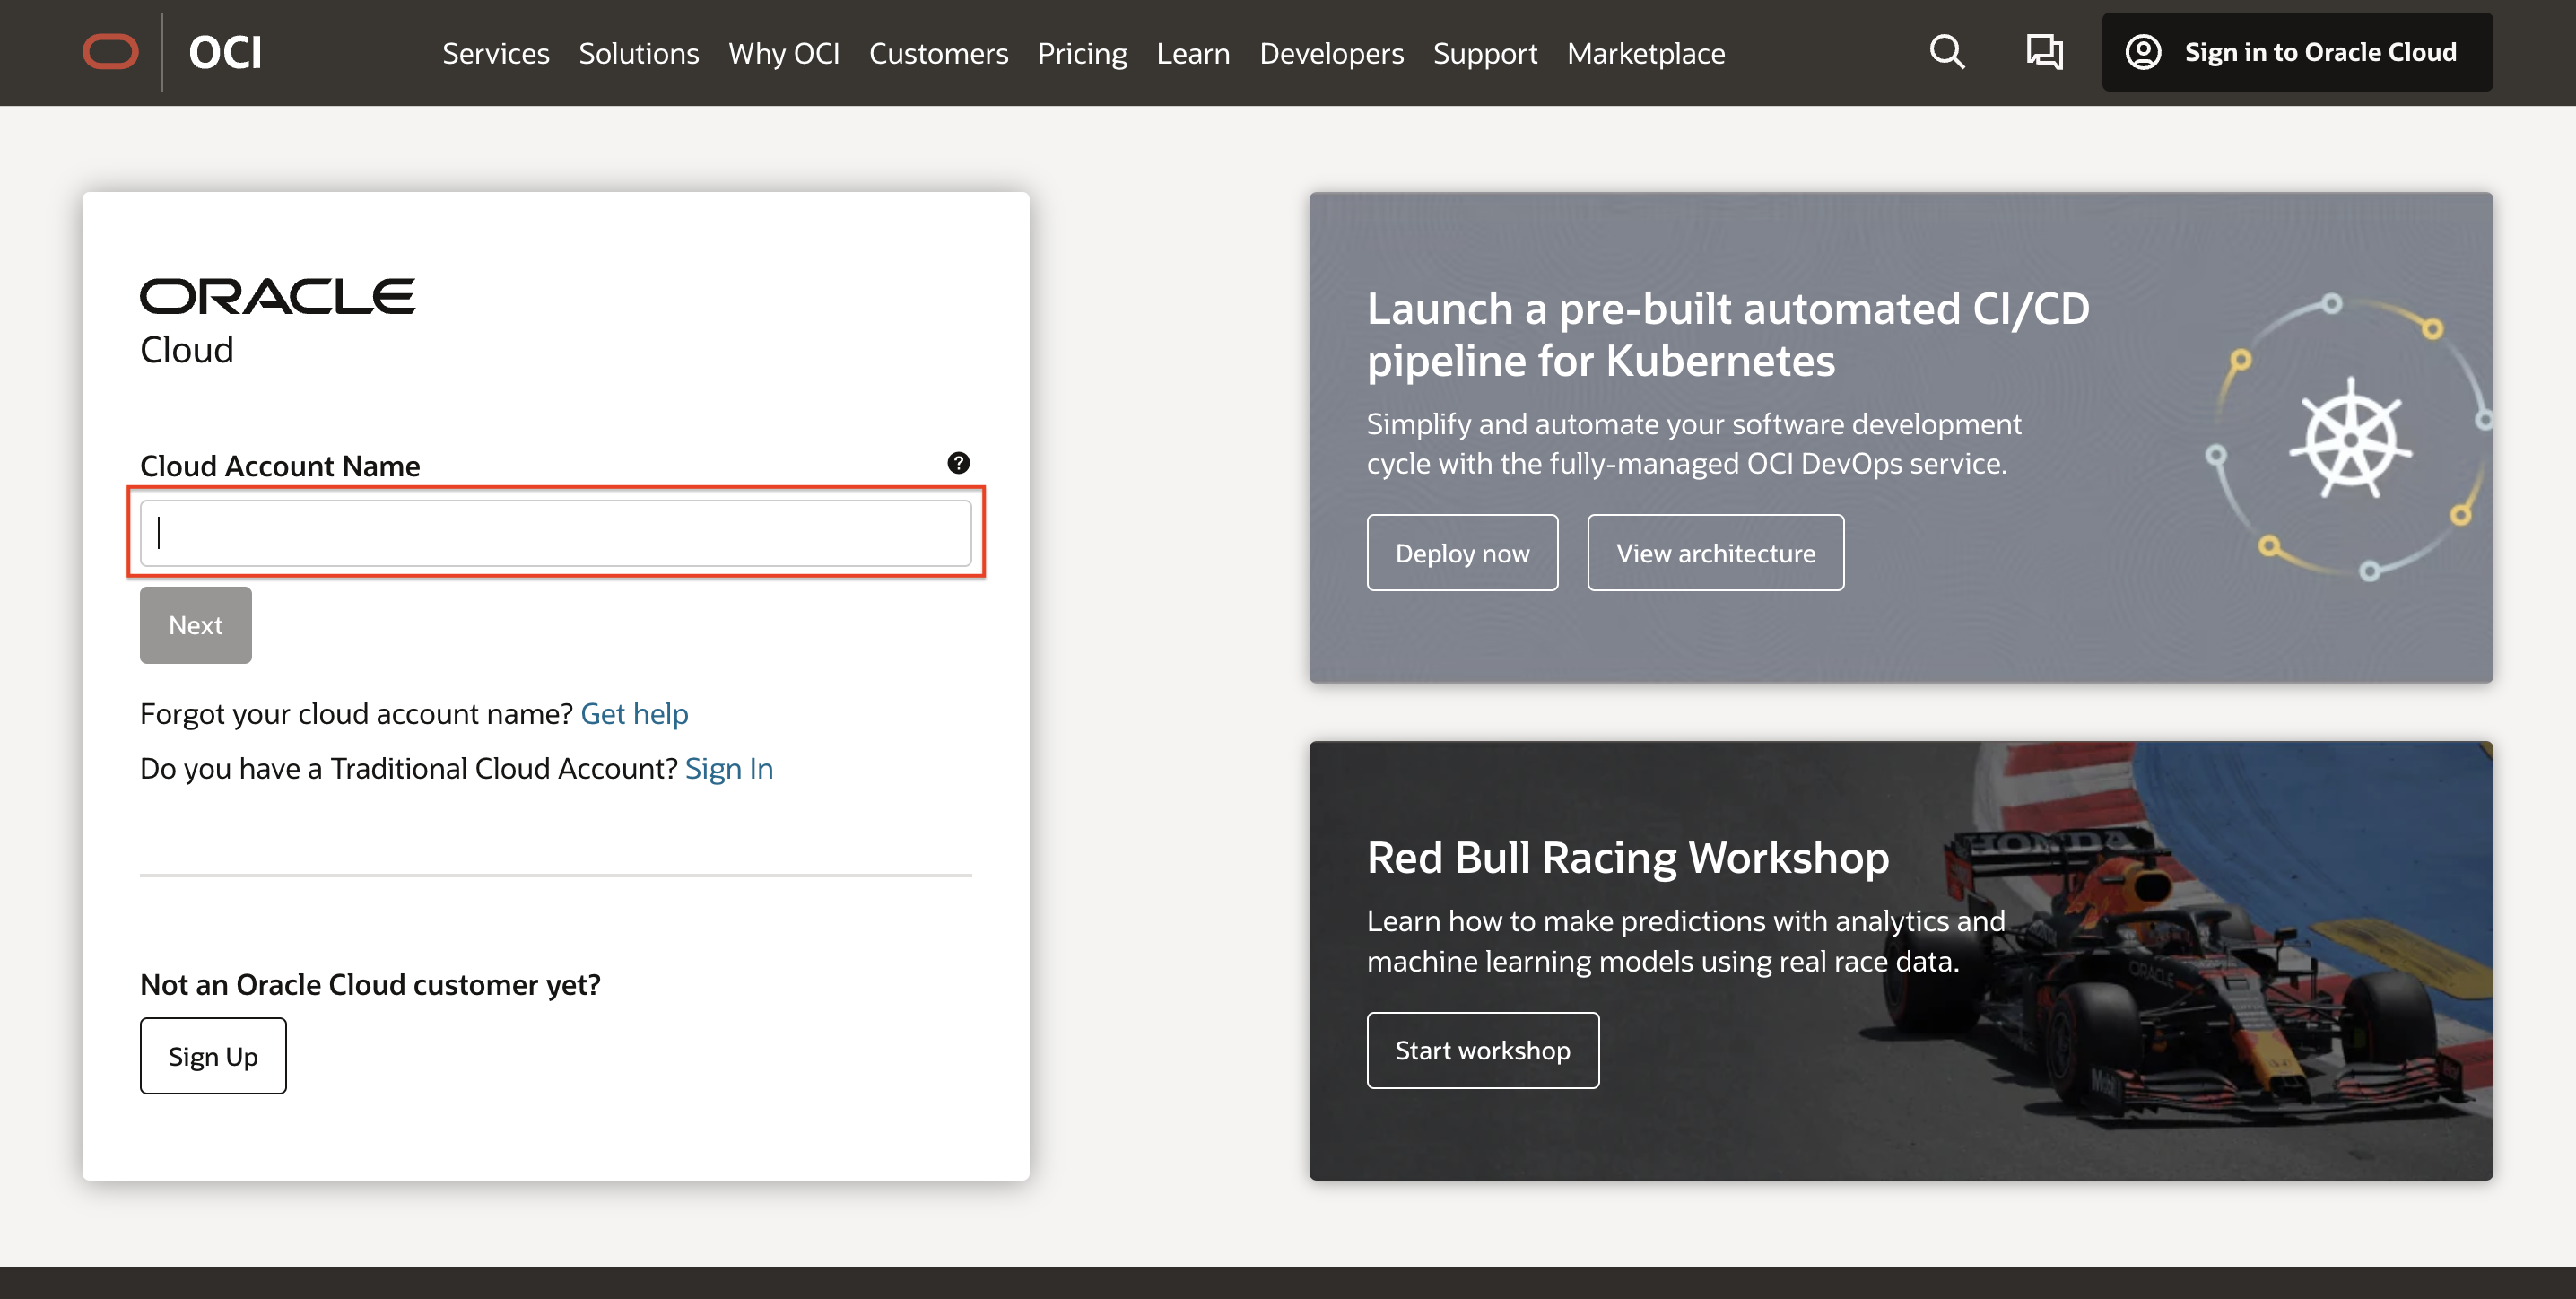 OCI
Services Solutions Why OCI Customers Pricing Learn Developers Support Marketplace
Sign in to Oracle Cloud
ORACLE
Cloud
Cloud Account Name
?
Next
Forgot your cloud account name? Get help
Do you have a Traditional Cloud Account? Sign In
Not an Oracle Cloud customer yet?
Sign Up
Launch a pre-built automated CI/CD
pipeline for Kubernetes
Simplify and automate your software development
cycle with the fully-managed OCI DevOps service.
Deploy now
View architecture
Red Bull Racing Workshop
Learn how to make predictions with analytics and
machine learning models using real race data.
Start workshop
HONDA
ORACLE